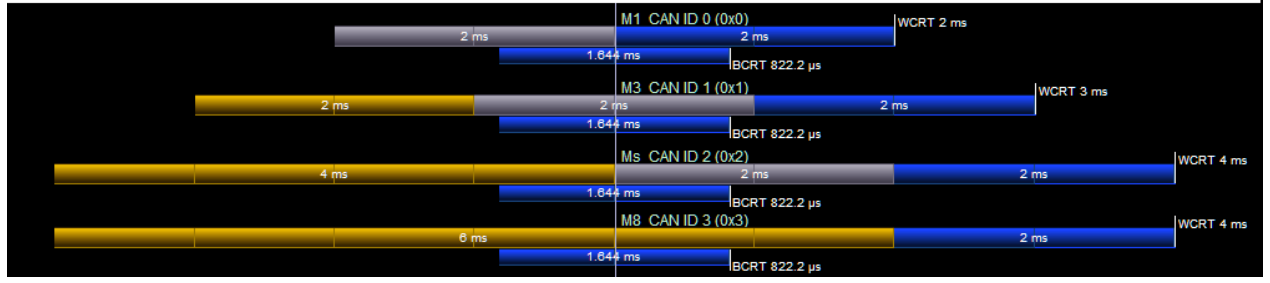 M1 CAN ID 0 (0x0)
WCRT 2 ms
2 ms
2 ms
1.644 ms
BCRT 822.2 µs
M3 CAN ID 1 (0x1)
WCRT 3 ms
2 ms
2 ms
2 ms
1.644 ms
BCRT 822.2 µs
Ms CAN ID 2 (0x2)
WCRT 4 ms
4 ms
2 ms
2 ms
1.644 ms
BCRT 822.2 µs
M8 CAN ID 3 (0x3)
WCRT 4 ms
6 ms
2 ms
1.644 ms
BCRT 822.2 µs